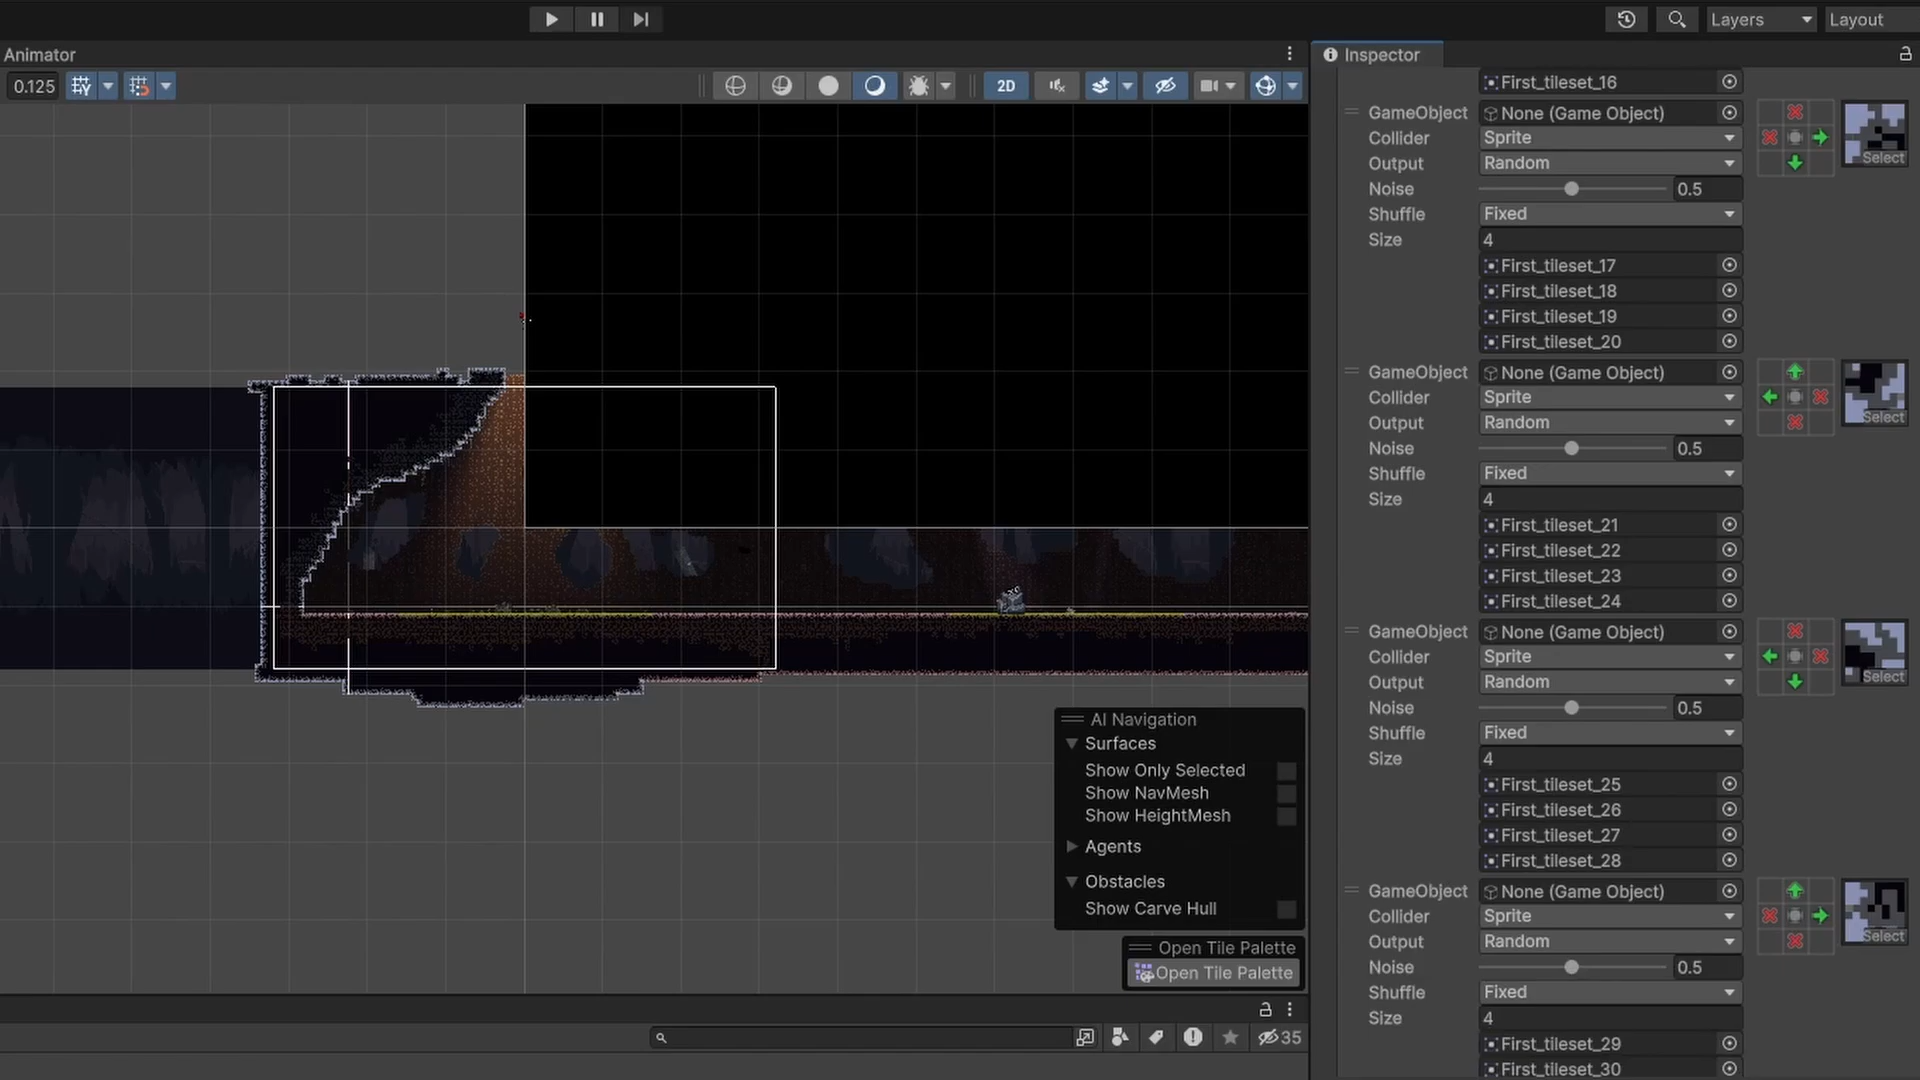 Layers
Layout
Animator
Inspector
0.125
2D
First_tileset_16
GameObject
None (Game Object)
Collider
Sprite
Output
Random
Select
Noise
0.5
Shuffle
Fixed
Size
4
First_tileset_17
First_tileset_18
First_tileset_19
First_tileset_20
GameObject
None (Game Object)
Collider
Sprite
Output
Random
Select
Noise
0.5
Shuffle
Fixed
Size
4
First_tileset_21
First_tileset_22
First_tileset_23
First_tileset_24
GameObject
None (Game Object)
Collider
Sprite
Output
Random
Select
Noise
0.5
Shuffle
Fixed
Size
4
First_tileset_25
First_tileset_26
First_tileset_27
First_tileset_28
GameObject
None (Game Object)
Collider
Sprite
Output
Random
Select
Noise
0.5
Shuffle
Fixed
Size
4
First_tileset_29
First_tileset_30
AI Navigation
Surfaces
Show Only Selected
Show NavMesh
Show HeightMesh
Agents
Obstacles
Show Carve Hull
Open Tile Palette
Open Tile Palette
35